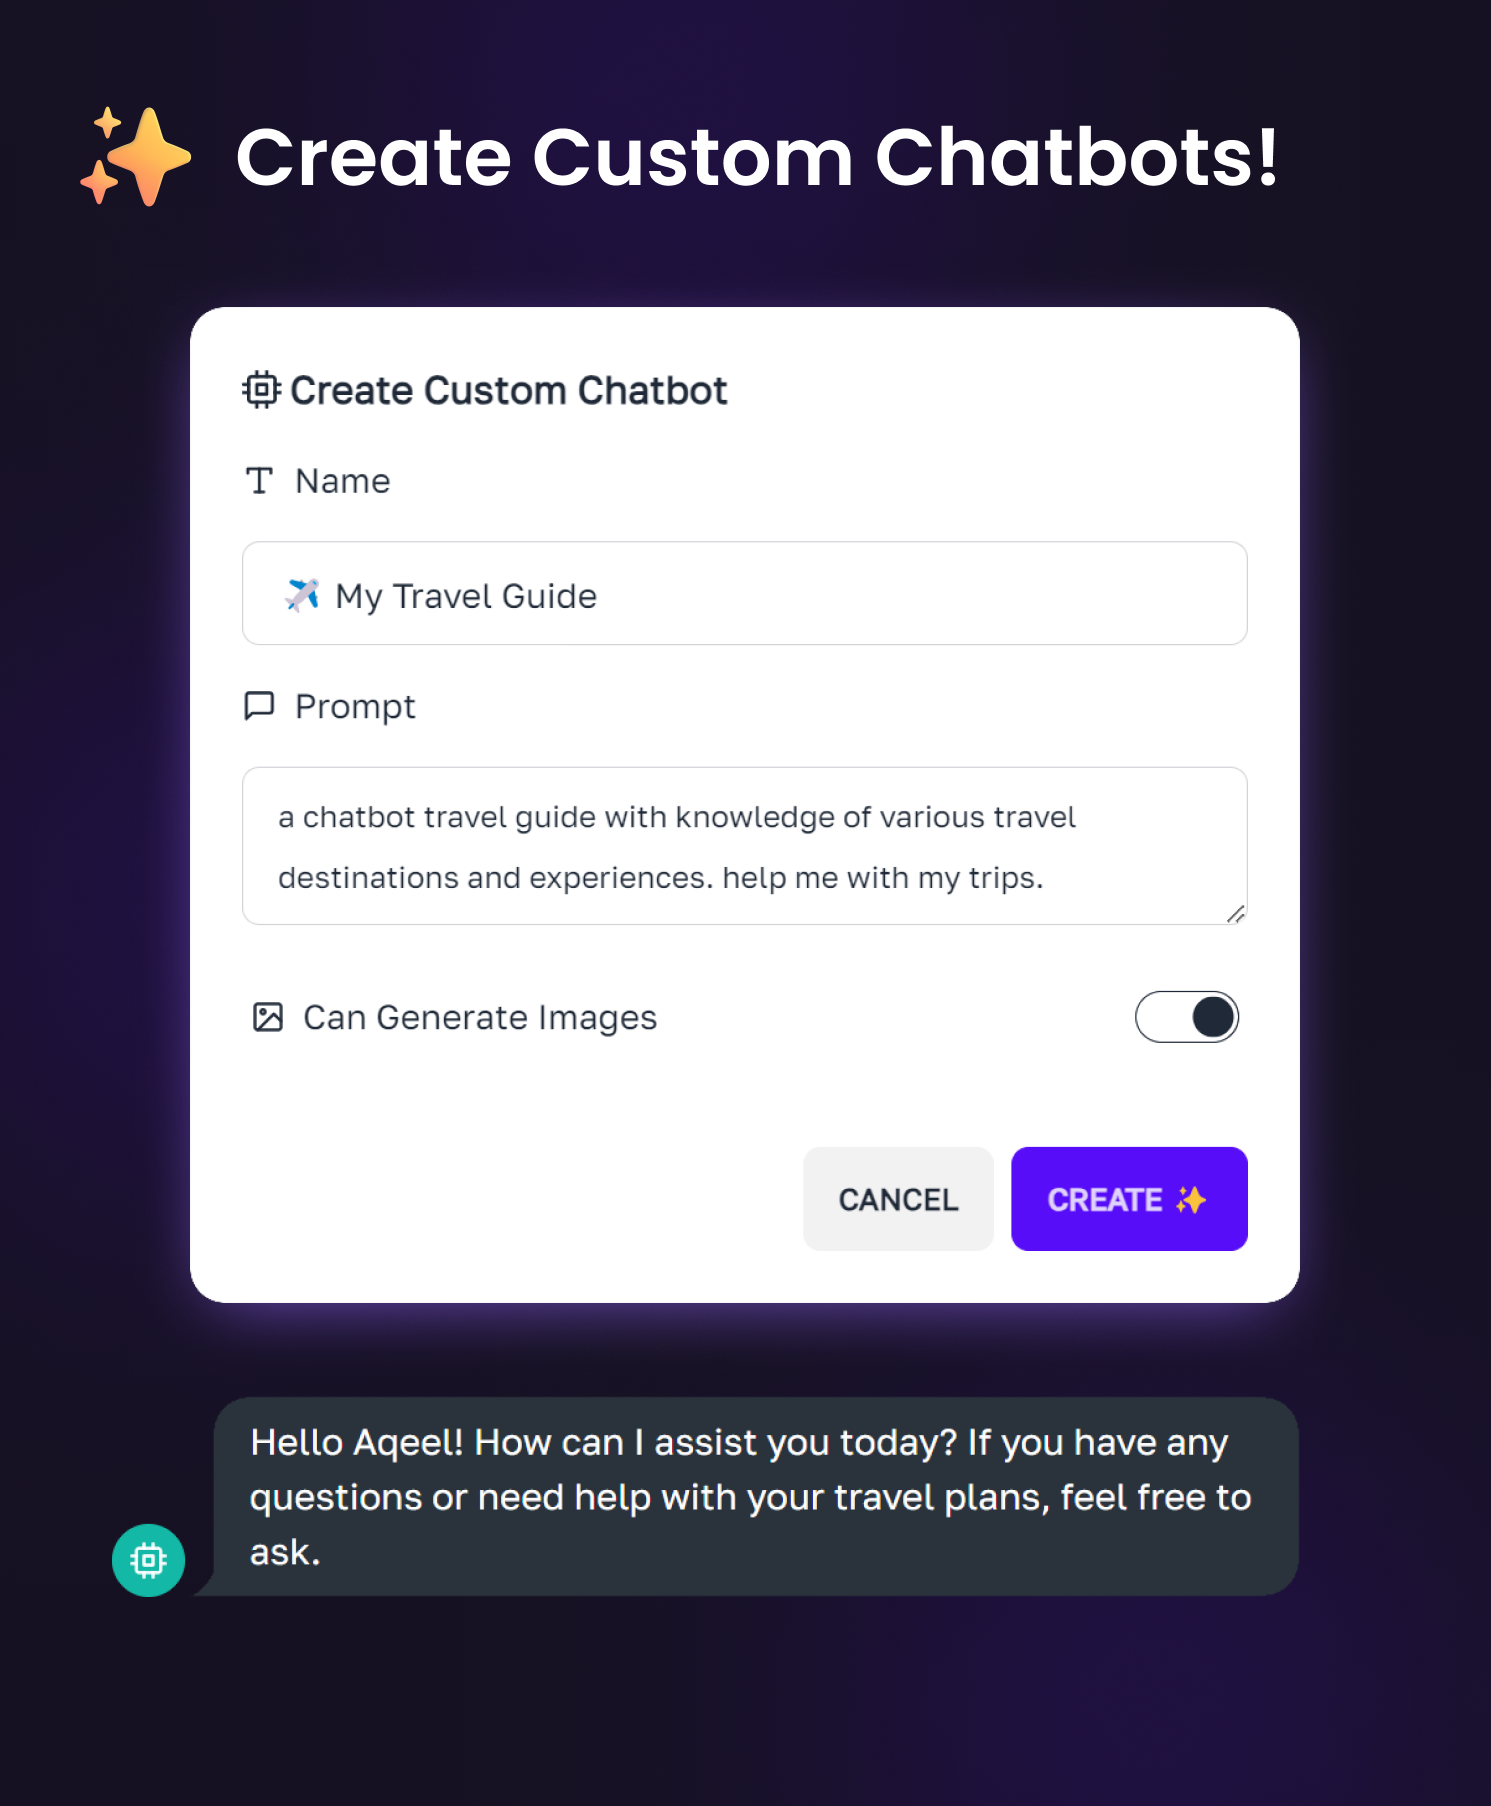 ✨ Create Custom Chatbots!
Create Custom Chatbot
Name
✈️ My Travel Guide
Prompt
a chatbot travel guide with knowledge of various travel
destinations and experiences. help me with my trips.
Can Generate Images
CANCEL
CREATE ✨
Hello Aqeel! How can I assist you today? If you have any
questions or need help with your travel plans, feel free to
ask.